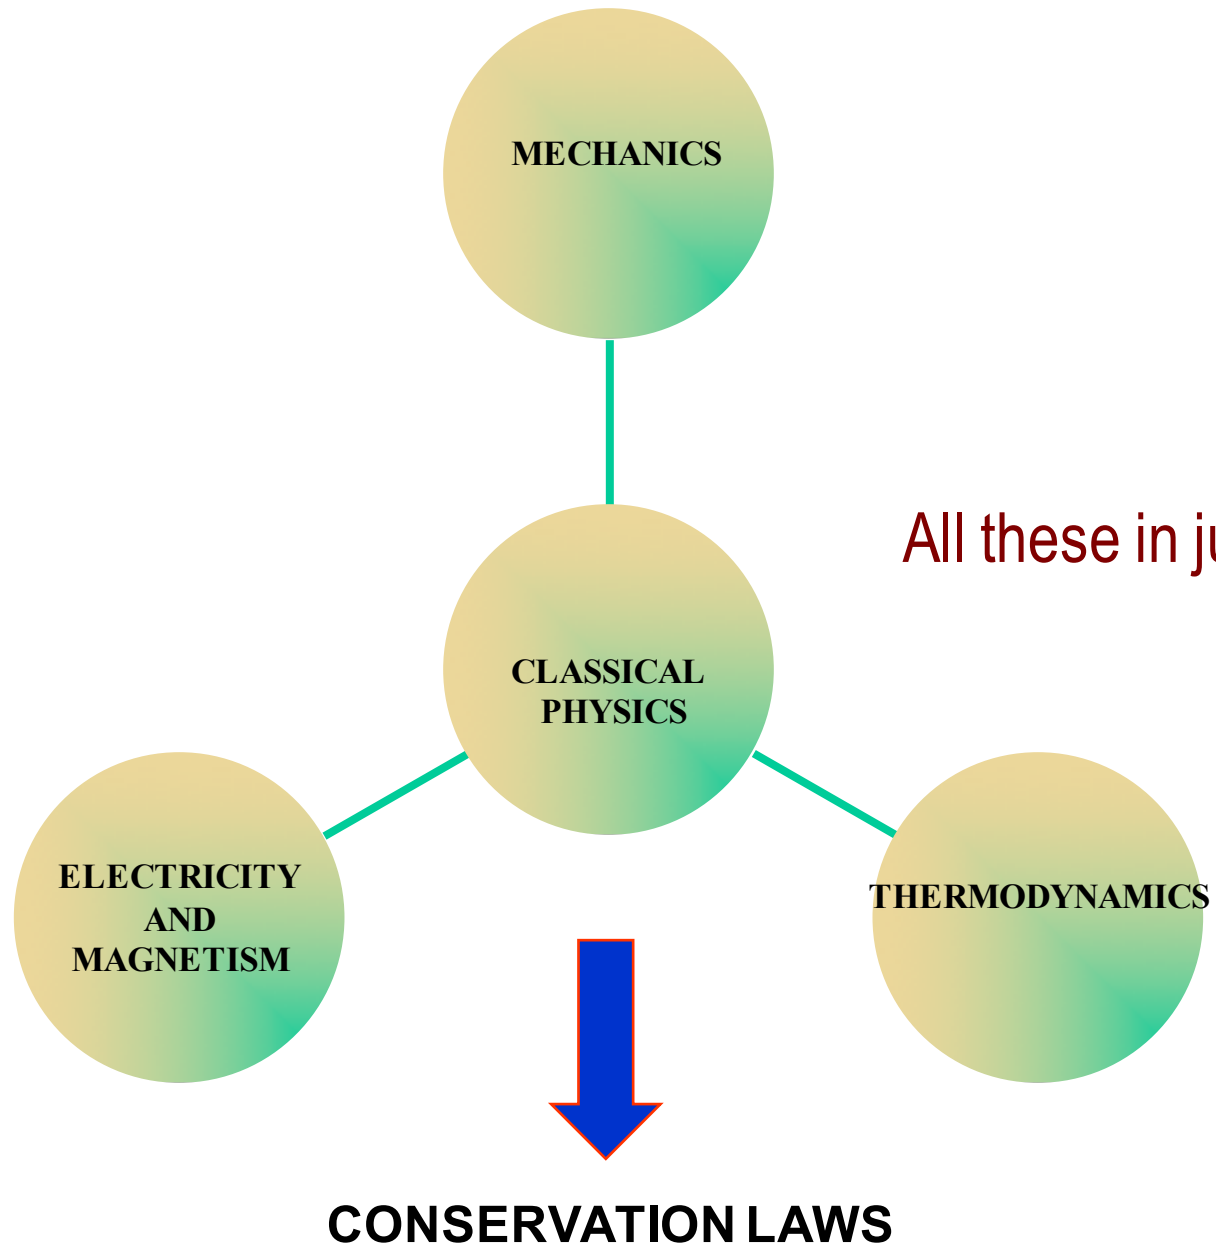 MECHANICS
All these in
CLASSICAL
PHYSICS
ELECTRICITY
AND
MAGNETISM
THERMODYNAMICS
CONSERVATION LAWS